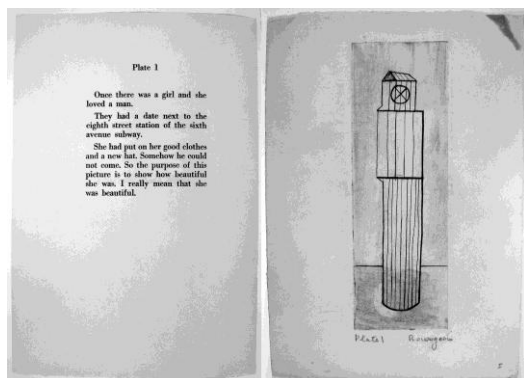 Plate 1
Once there was a girl and she
loved a man.
They had a date next to the
eighth street station of the sixth
avenue subway.
She had put on her good clothes
and a new hat. Somehow he could
not come. So the purpose of this
picture is to show how beautiful
she was. I really mean that she
was beautiful.
Plate 1